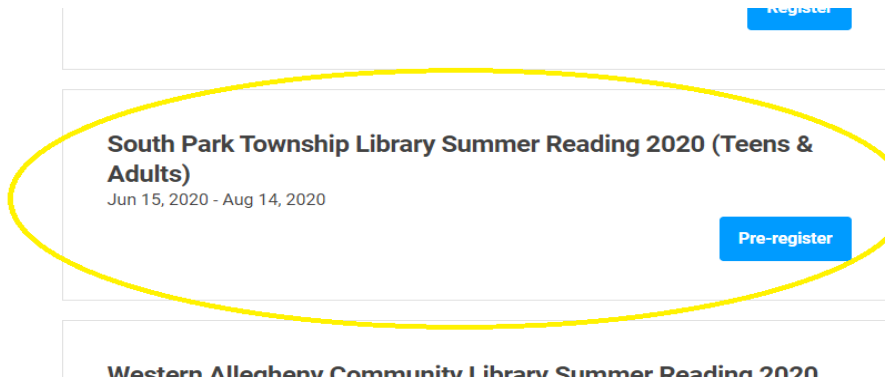 Register
South Park Township Library Summer Reading 2020 (Teens &
Adults)
Jun 15, 2020 - Aug 14, 2020
Pre-register
Western Allegheny Community Library Summer Reading 2020